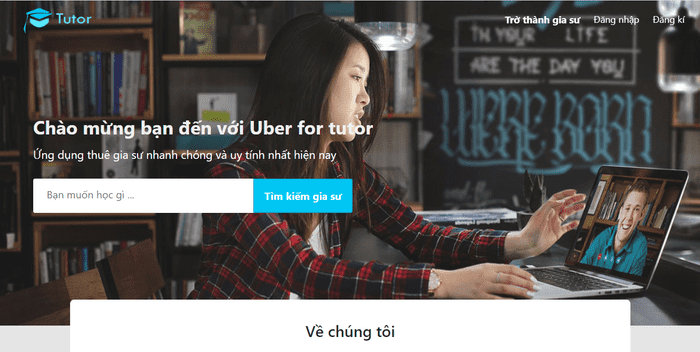 Tutor
Trở thành gia sư
Đăng nhập
Đăng kí
IN YOUR LIFE
ARE THE DAY YOU
WERE BORN
Chào mừng bạn đến với Uber for tutor
Ứng dụng thuê gia sư nhanh chóng và uy tín nhất hiện nay
Bạn muốn học gì ...
Tìm kiếm gia sư
Về chúng tôi